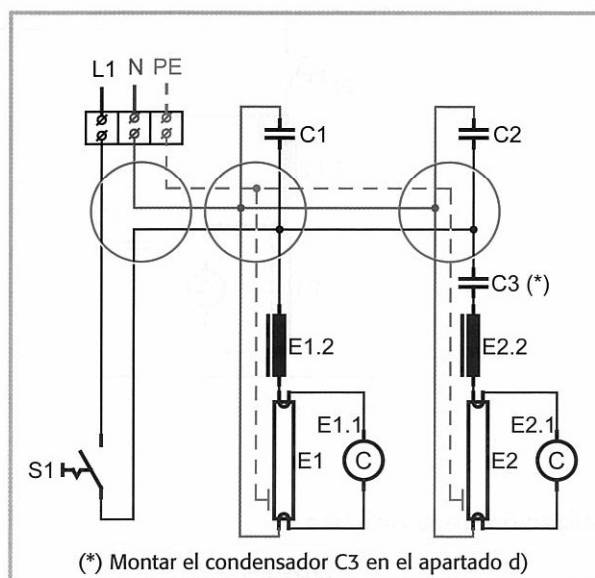 L1 N PE
C1 C2
C3 (*)
E1.2 E2.2
E1.1 E2.1
E1 C E2 C
S1
(*) Montar el condensador C3 en el apartado d)